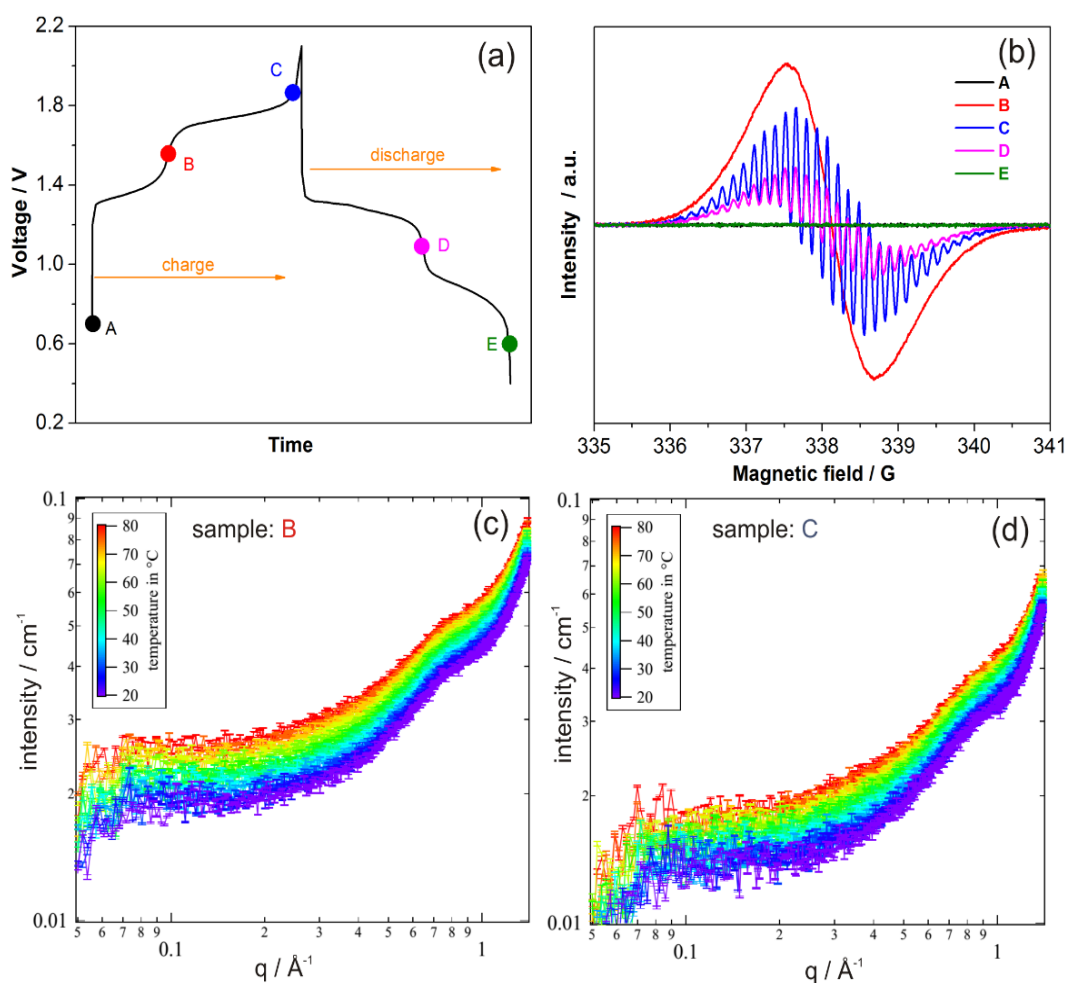 (a)
2.2
1.8
1.4
1.0
0.6
0.2
Voltage / V
A
B
C
D
E
charge
discharge
Time
(b)
A
B
C
D
E
Intensity / a.u.
335 336 337 338 339 340 341
Magnetic field / G
sample: B
(c)
80
70
60
50
40
30
20
temperature in °C
0.1
9
8
7
6
5
4
3
2
0.01
intensity / cm⁻¹
5 6 7 8 9 0.1 2 3 4 5 6 7 8 9 1
q / Å⁻¹
sample: C
(d)
80
70
60
50
40
30
20
temperature in °C
0.1
9
8
7
6
5
4
3
2
0.01
intensity / cm⁻¹
5 6 7 8 9 0.1 2 3 4 5 6 7 8 9 1
q / Å⁻¹